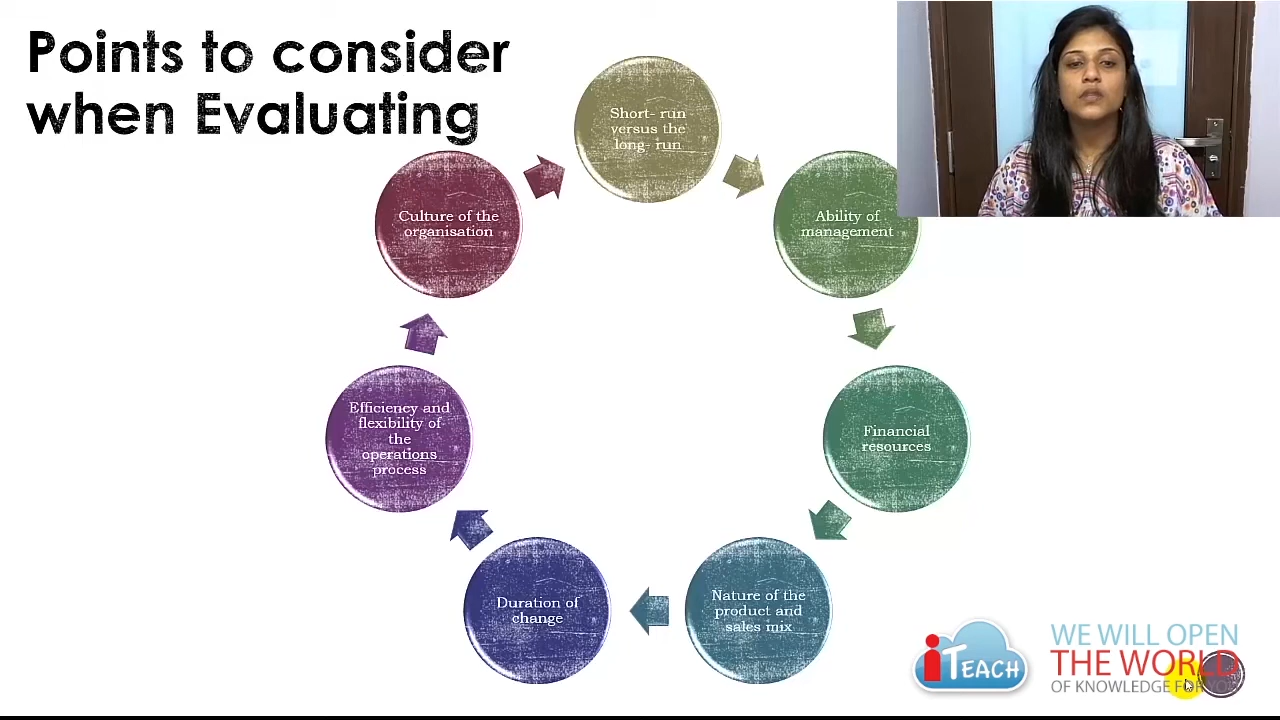 Points to consider
when Evaluating
Short- run
versus the
long- run
Ability of
management
Financial
resources
Nature of the
product and
sales mix
Duration of
change
Efficiency and
flexibility of
the
operations
process
Culture of the
organisation
iTEACH
WE WILL OPEN
THE WORLD
OF KNOWLEDGE FOR YOU